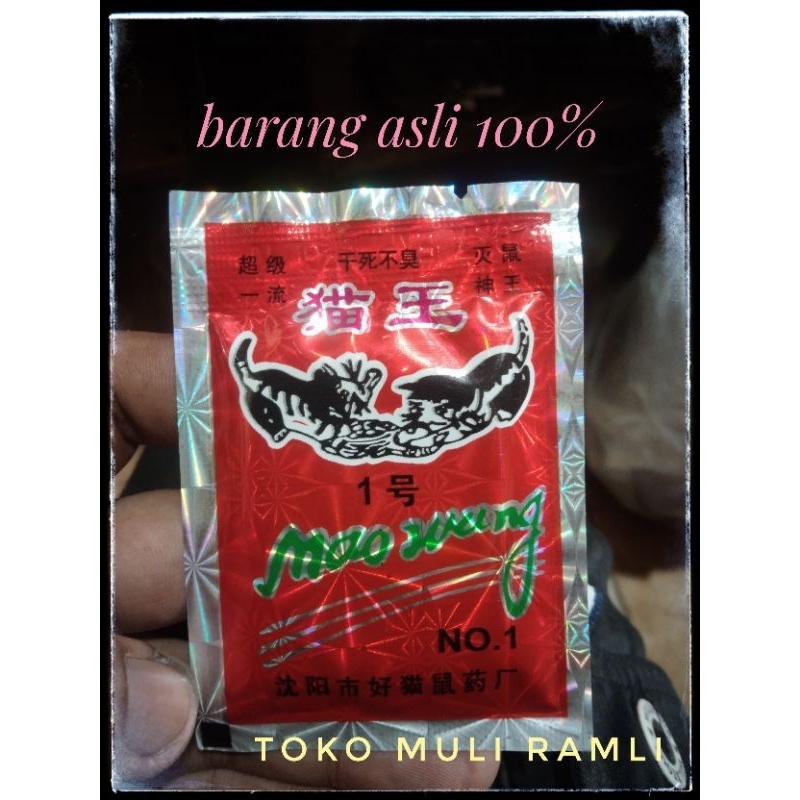 barang asli 100%
超级 干死不臭 灭鼠
一流 神王
猫王
1号
mao wang
NO.1
沈阳市好猫鼠药厂
TOKO MULI RAMLI